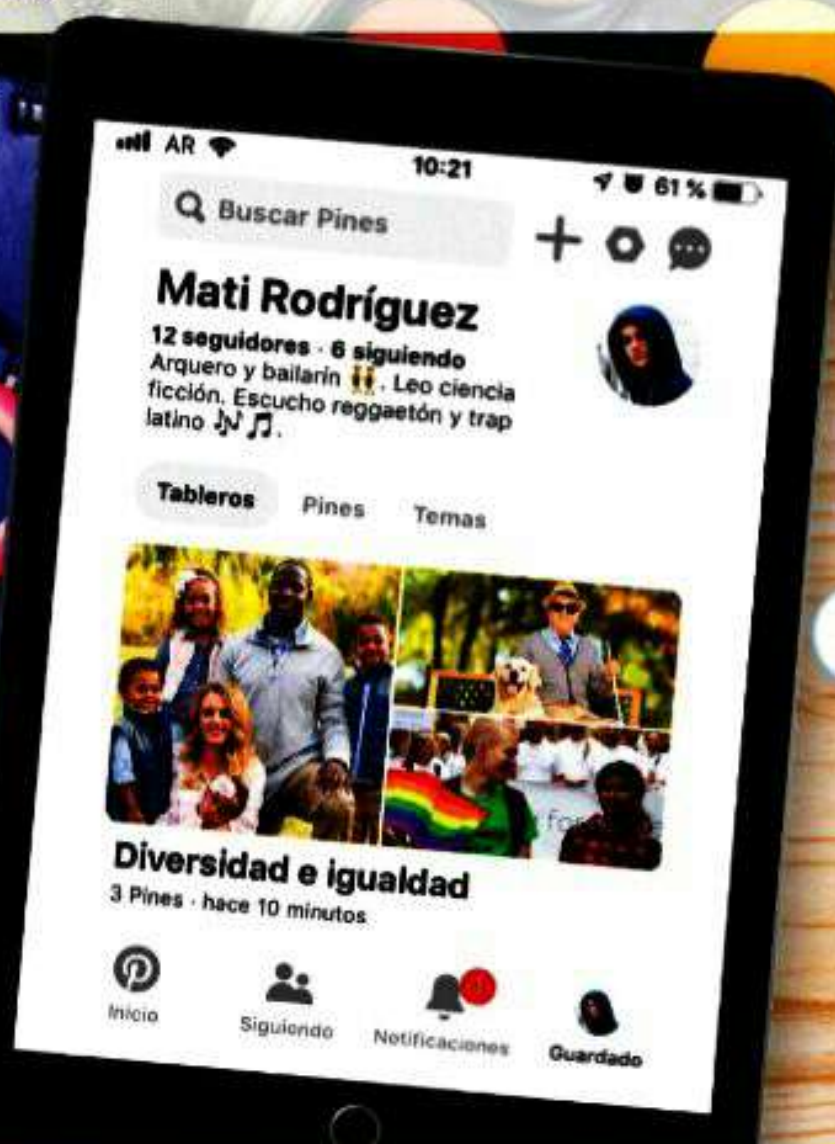 AR
10:21
61 %
Buscar Pines
Mati Rodríguez
12 seguidores · 6 siguiendo
Arquero y bailarín 👯. Leo ciencia
ficción. Escucho reggaetón y trap
latino 🎶🎵.
Tableros Pines Temas
for
Diversidad e igualdad
3 Pines · hace 10 minutos
Inicio Siguiendo Notificaciones Guardado